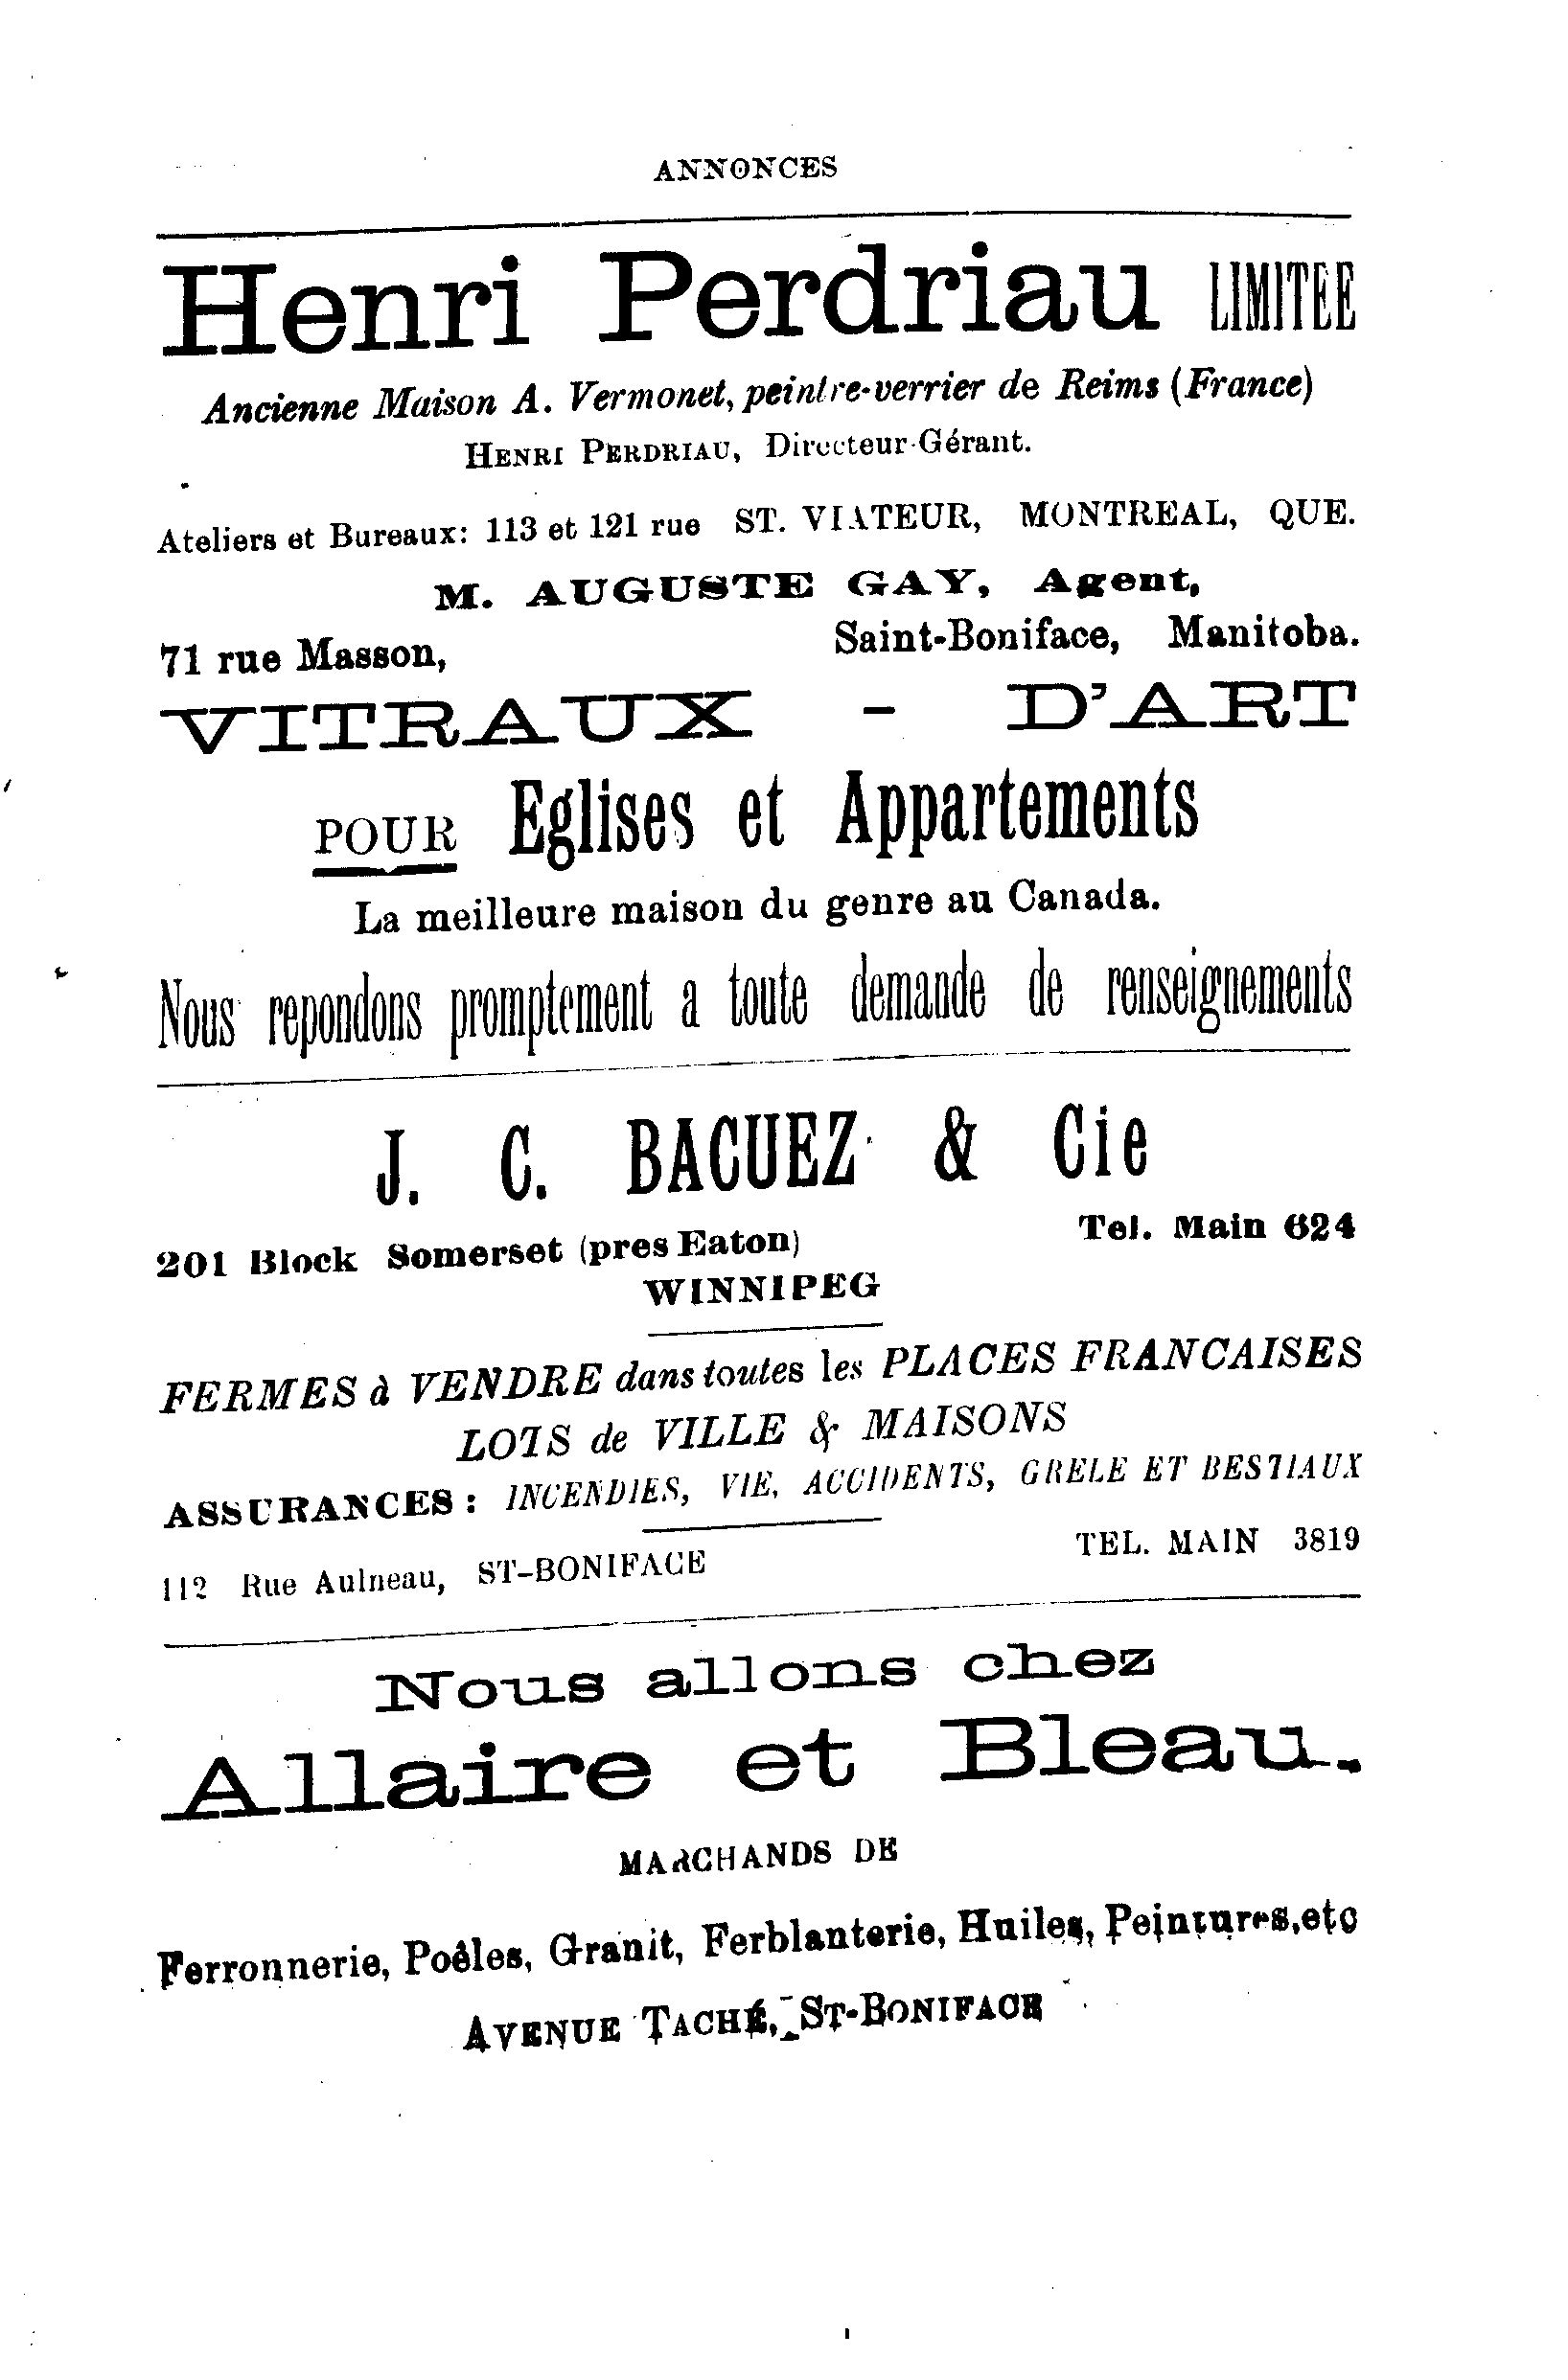 ANNONCES
Henri Perdriau LIMITEE
Ancienne Maison A. Vermonet, peintre-verrier de Reims (France)
HENRI PERDRIAU, Directeur-Gérant.
Ateliers et Bureaux: 113 et 121 rue ST. VIATEUR, MONTREAL, QUE.
M. AUGUSTE GAY, Agent,
71 rue Masson, Saint-Boniface, Manitoba.
VITRAUX - D'ART
POUR Eglises et Appartements
La meilleure maison du genre au Canada.
Nous repondons promptement a toute demande de renseignements
J. C. BACUEZ & Cie
201 Block Somerset (pres Eaton) Tel. Main 624
WINNIPEG
FERMES à VENDRE dans toutes les PLACES FRANCAISES
LOTS de VILLE & MAISONS
ASSURANCES: INCENDIES, VIE, ACCIDENTS, GRELE ET BESTIAUX
112 Rue Aulneau, ST-BONIFACE TEL. MAIN 3819
Nous allons chez
Allaire et Bleau.
MARCHANDS DE
Ferronnerie, Poêles, Granit, Ferblanterie, Huiles, Peintures, etc
AVENUE TACHÉ, ST-BONIFACE